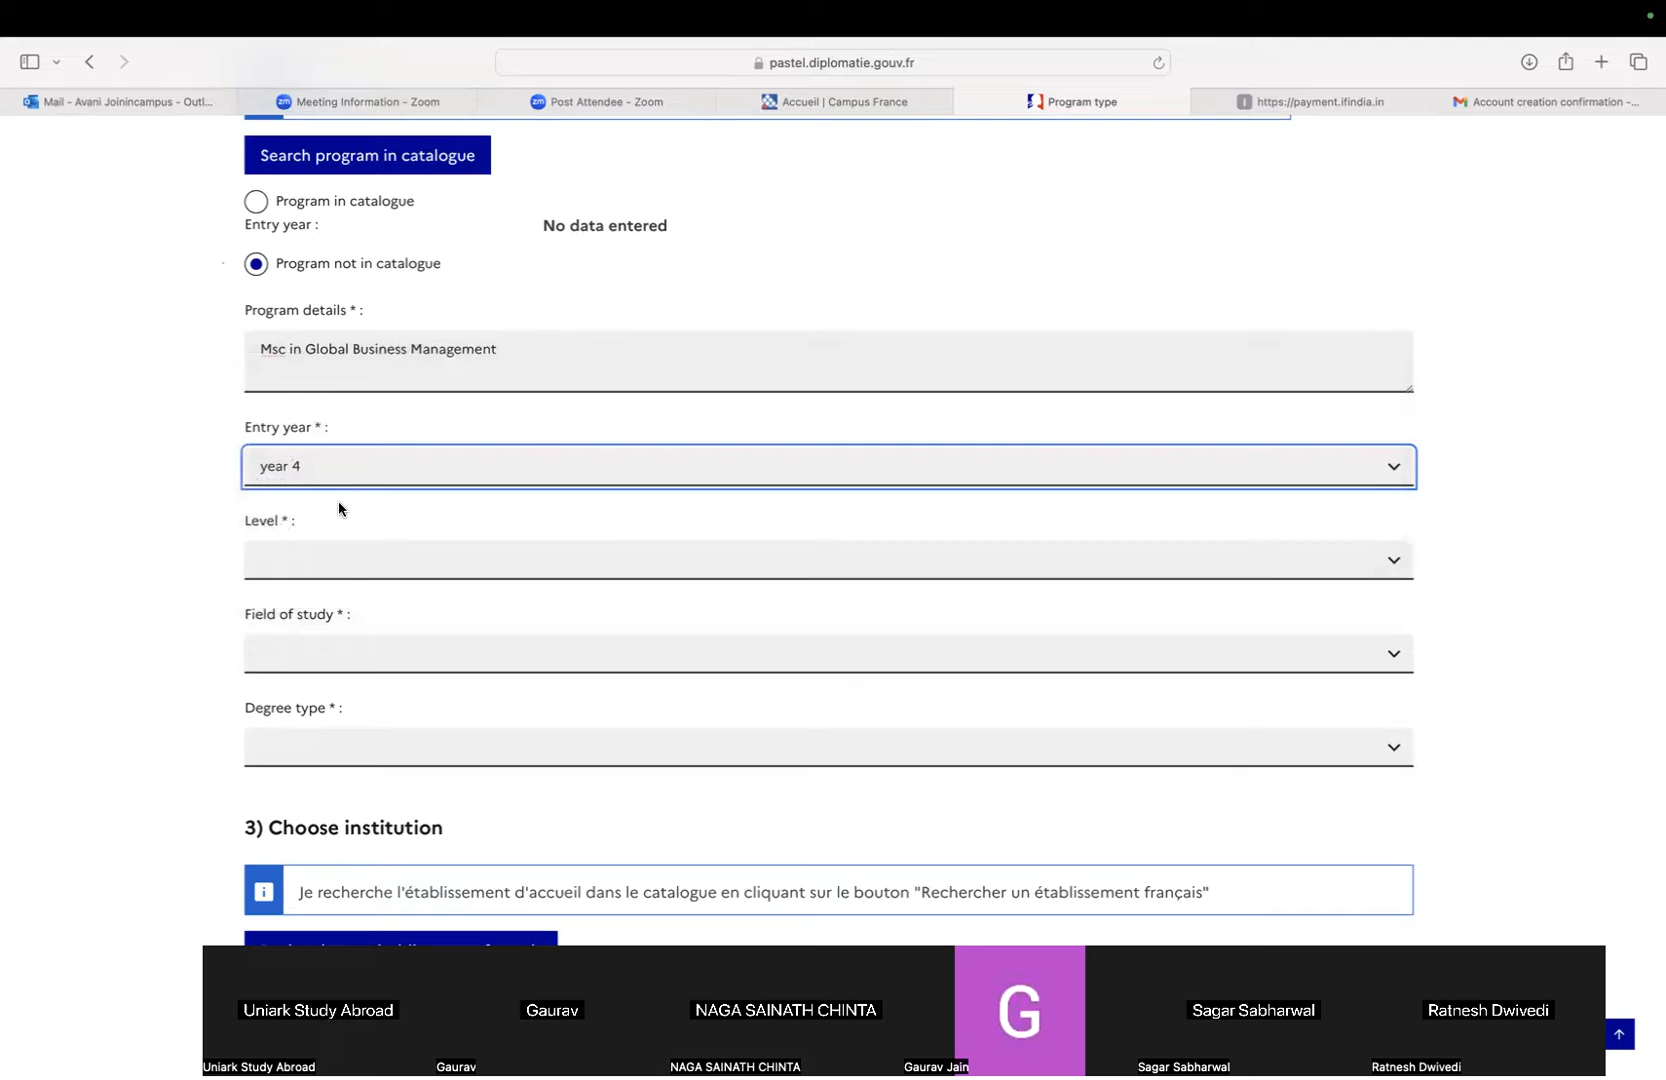 pastel.diplomatie.gouv.fr
Mail - Avani Joinincampus - Outl...
Meeting Information - Zoom
Post Attendee - Zoom
Accueil | Campus France
Program type
https://payment.ifindia.in
Account creation confirmation -...
Search program in catalogue
Program in catalogue
Entry year :
No data entered
Program not in catalogue
Program details * :
Msc in Global Business Management
Entry year * :
year 4
Level * :
Field of study * :
Degree type * :
3) Choose institution
Je recherche l'établissement d'accueil dans le catalogue en cliquant sur le bouton "Rechercher un établissement français"
Uniark Study Abroad
Gaurav
NAGA SAINATH CHINTA
G
Sagar Sabharwal
Ratnesh Dwivedi
Uniark Study Abroad
Gaurav
NAGA SAINATH CHINTA
Gaurav Jain
Sagar Sabharwal
Ratnesh Dwivedi